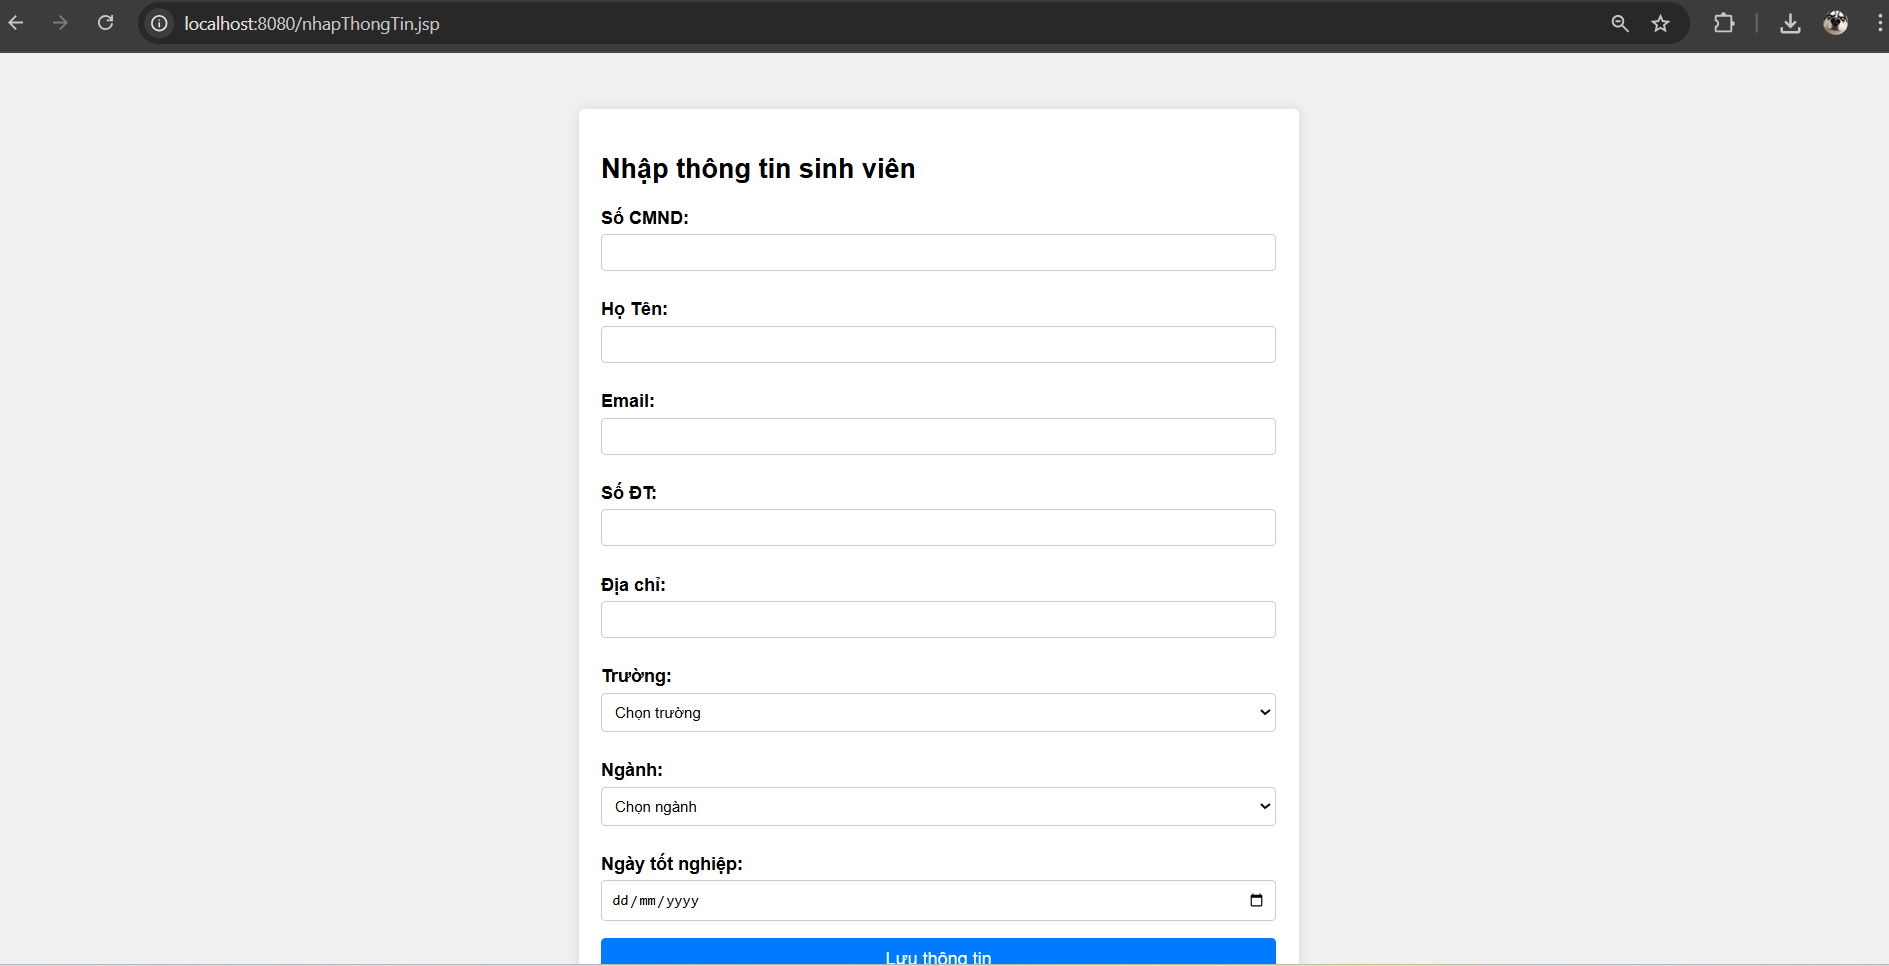 localhost:8080/nhapThongTin.jsp
Nhập thông tin sinh viên
Số CMND:
Họ Tên:
Email:
Số ĐT:
Địa chỉ:
Trường:
Chọn trường
Ngành:
Chọn ngành
Ngày tốt nghiệp:
dd/mm/yyyy
Lưu thông tin